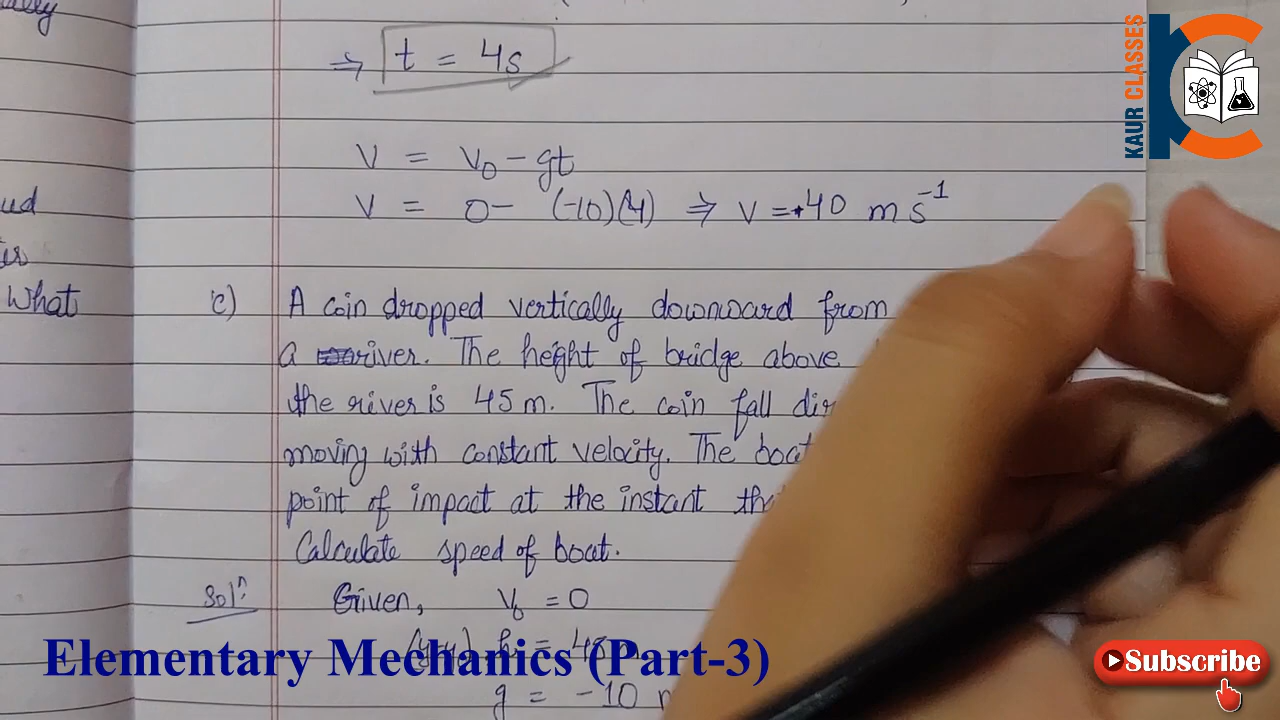 ⇒ t = 4s
v = v₀ - gt
v = 0 - (-10)(4) ⇒ v = +40 m s⁻¹
ud
What
c) A coin dropped vertically downward from
a river. The height of bridge above
the river is 45 m. The coin fall
moving with constant velocity. The boat
point of impact at the instant
Calculate speed of boat.
Solⁿ Given, v₀ = 0
g = -10
KAUR CLASSES
Elementary Mechanics (Part-3)
Subscribe